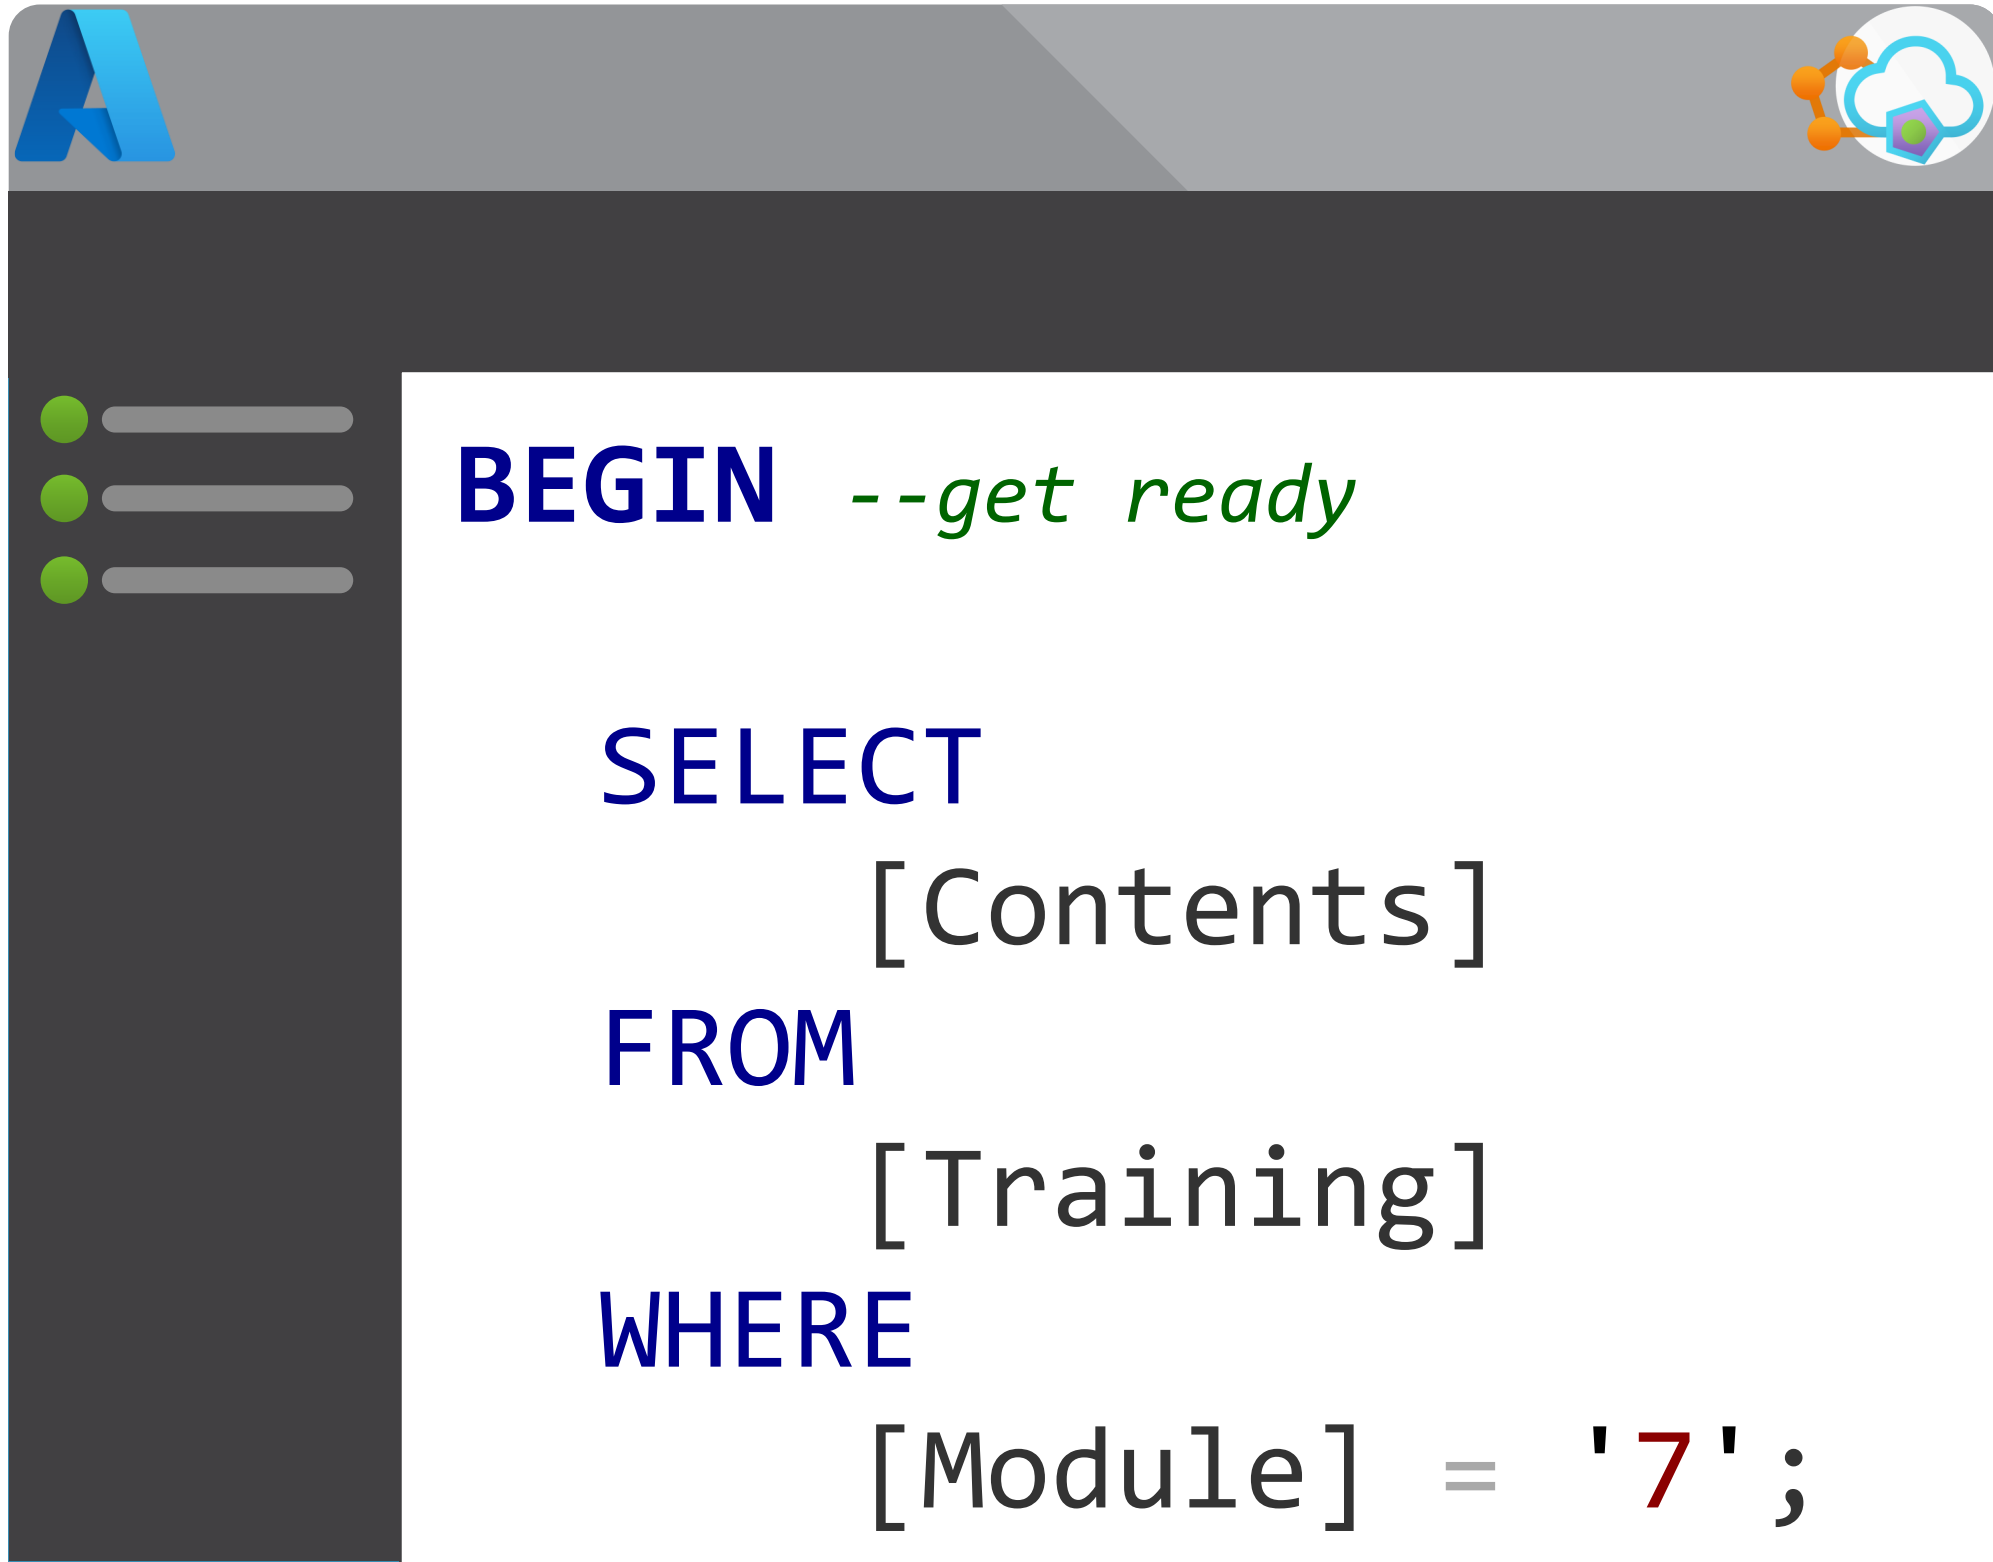 BEGIN --get ready
SELECT
[Contents]
FROM
[Training]
WHERE
[Module] = '7';